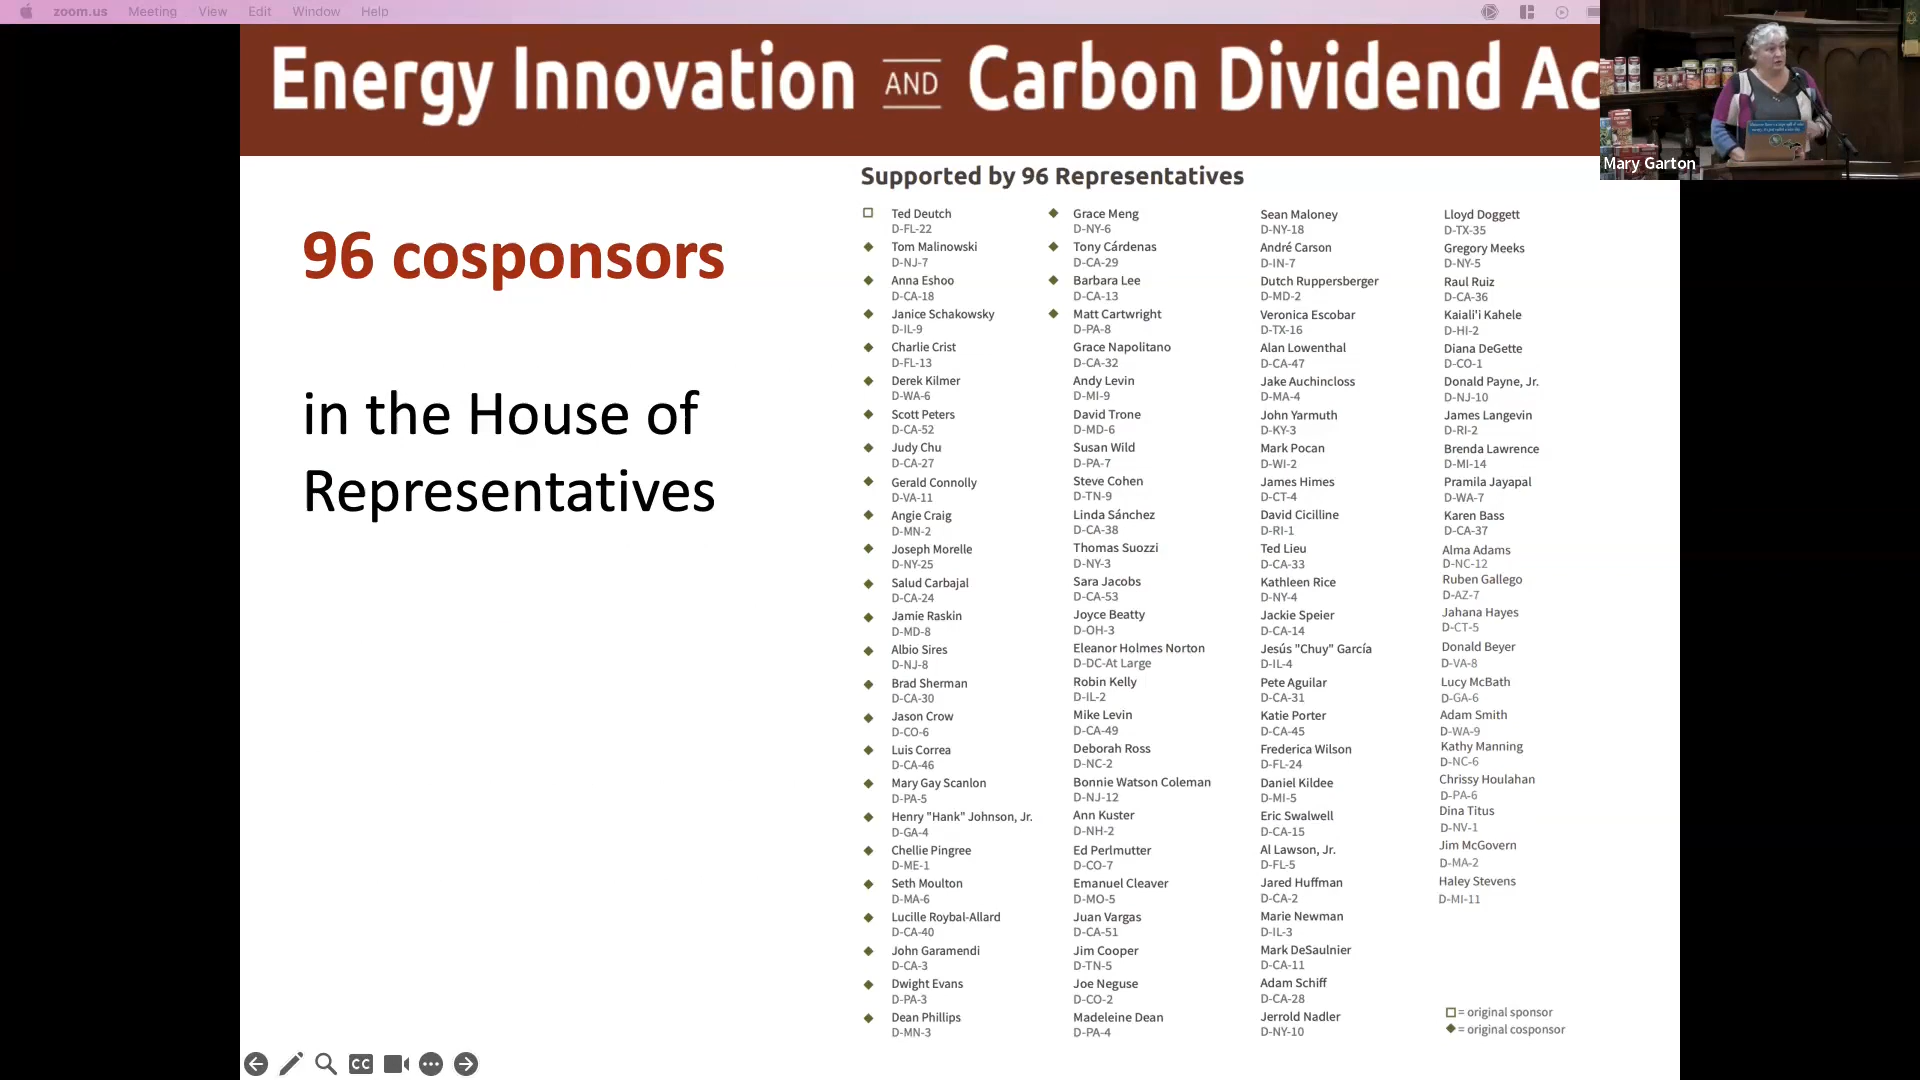 zoom.us Meeting View Edit Window Help
Energy Innovation AND Carbon Dividend Ac
Mary Garton
96 cosponsors
in the House of
Representatives
Supported by 96 Representatives
Ted Deutch
D-FL-22
Tom Malinowski
D-NJ-7
Anna Eshoo
D-CA-18
Janice Schakowsky
D-IL-9
Charlie Crist
D-FL-13
Derek Kilmer
D-WA-6
Scott Peters
D-CA-52
Judy Chu
D-CA-27
Gerald Connolly
D-VA-11
Angie Craig
D-MN-2
Joseph Morelle
D-NY-25
Salud Carbajal
D-CA-24
Jamie Raskin
D-MD-8
Albio Sires
D-NJ-8
Brad Sherman
D-CA-30
Jason Crow
D-CO-6
Luis Correa
D-CA-46
Mary Gay Scanlon
D-PA-5
Henry "Hank" Johnson, Jr.
D-GA-4
Chellie Pingree
D-ME-1
Seth Moulton
D-MA-6
Lucille Roybal-Allard
D-CA-40
John Garamendi
D-CA-3
Dwight Evans
D-PA-3
Dean Phillips
D-MN-3
Grace Meng
D-NY-6
Tony Cárdenas
D-CA-29
Barbara Lee
D-CA-13
Matt Cartwright
D-PA-8
Grace Napolitano
D-CA-32
Andy Levin
D-MI-9
David Trone
D-MD-6
Susan Wild
D-PA-7
Steve Cohen
D-TN-9
Linda Sánchez
D-CA-38
Thomas Suozzi
D-NY-3
Sara Jacobs
D-CA-53
Joyce Beatty
D-OH-3
Eleanor Holmes Norton
D-DC-At Large
Robin Kelly
D-IL-2
Mike Levin
D-CA-49
Deborah Ross
D-NC-2
Bonnie Watson Coleman
D-NJ-12
Ann Kuster
D-NH-2
Ed Perlmutter
D-CO-7
Emanuel Cleaver
D-MO-5
Juan Vargas
D-CA-51
Jim Cooper
D-TN-5
Joe Neguse
D-CO-2
Madeleine Dean
D-PA-4
Sean Maloney
D-NY-18
André Carson
D-IN-7
Dutch Ruppersberger
D-MD-2
Veronica Escobar
D-TX-16
Alan Lowenthal
D-CA-47
Jake Auchincloss
D-MA-4
John Yarmuth
D-KY-3
Mark Pocan
D-WI-2
James Himes
D-CT-4
David Cicilline
D-RI-1
Ted Lieu
D-CA-33
Kathleen Rice
D-NY-4
Jackie Speier
D-CA-14
Jesús "Chuy" García
D-IL-4
Pete Aguilar
D-CA-31
Katie Porter
D-CA-45
Frederica Wilson
D-FL-24
Daniel Kildee
D-MI-5
Eric Swalwell
D-CA-15
Al Lawson, Jr.
D-FL-5
Jared Huffman
D-CA-2
Marie Newman
D-IL-3
Mark DeSaulnier
D-CA-11
Adam Schiff
D-CA-28
Jerrold Nadler
D-NY-10
Lloyd Doggett
D-TX-35
Gregory Meeks
D-NY-5
Raul Ruiz
D-CA-36
Kaiali'i Kahele
D-HI-2
Diana DeGette
D-CO-1
Donald Payne, Jr.
D-NJ-10
James Langevin
D-RI-2
Brenda Lawrence
D-MI-14
Pramila Jayapal
D-WA-7
Karen Bass
D-CA-37
Alma Adams
D-NC-12
Ruben Gallego
D-AZ-7
Jahana Hayes
D-CT-5
Donald Beyer
D-VA-8
Lucy McBath
D-GA-6
Adam Smith
D-WA-9
Kathy Manning
D-NC-6
Chrissy Houlahan
D-PA-6
Dina Titus
D-NV-1
Jim McGovern
D-MA-2
Haley Stevens
D-MI-11
= original sponsor
= original cosponsor
CC